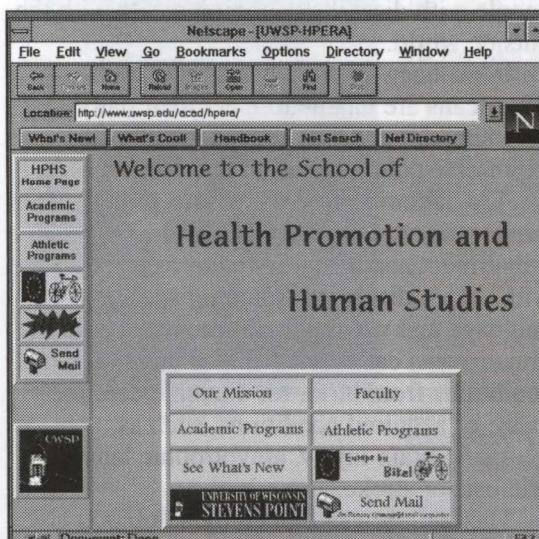 Netscape - [UWSP-HPERA]
File Edit View Go Bookmarks Options Directory Window Help
Back Home Reload Images Open Find
Location: http://www.uwsp.edu/acad/hpera/
N
What's New! What's Cool! Handbook Net Search Net Directory
HPHS
Home Page
Academic
Programs
Athletic
Programs
Send
Mail
UWSP
Welcome to the School of
Health Promotion and
Human Studies
Our Mission Faculty
Academic Programs Athletic Programs
See What's New Europe by
Bike!
UNIVERSITY OF WISCONSIN
STEVENS POINT
Send Mail
Document: Done